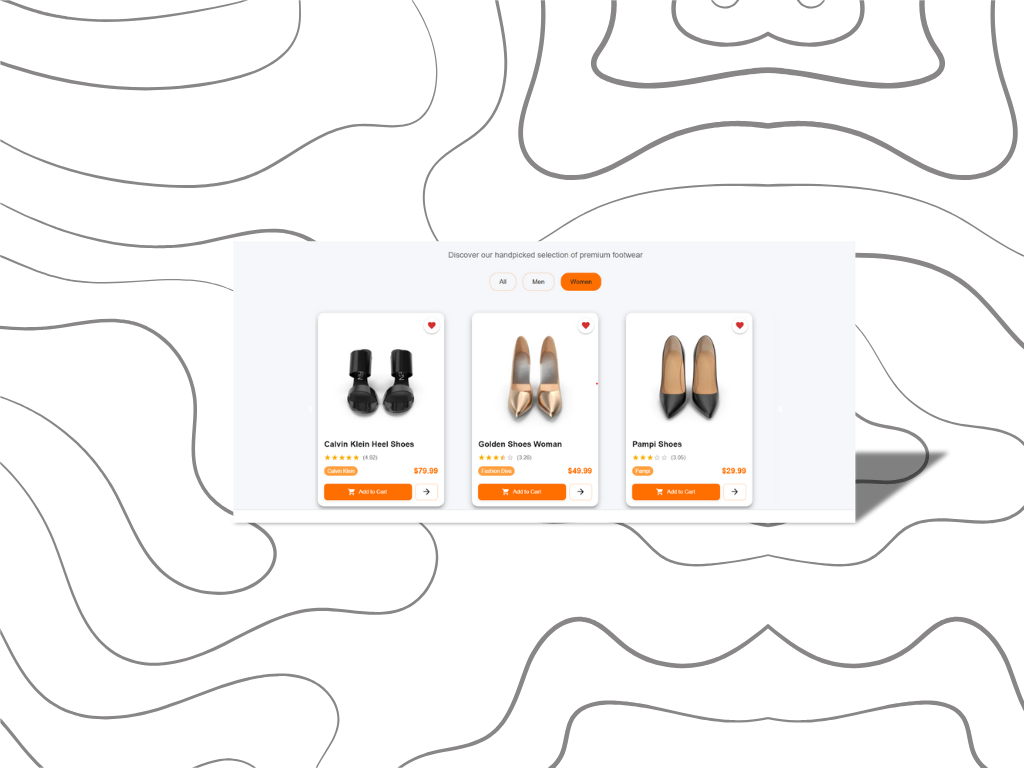 Discover our handpicked selection of premium footwear
All Men Women
Calvin Klein Heel Shoes
(4.92)
Calvin Klein $79.99
Add to Cart
Golden Shoes Woman
(3.26)
Fashion Diva $49.99
Add to Cart
Pampi Shoes
(3.05)
Pampi $29.99
Add to Cart